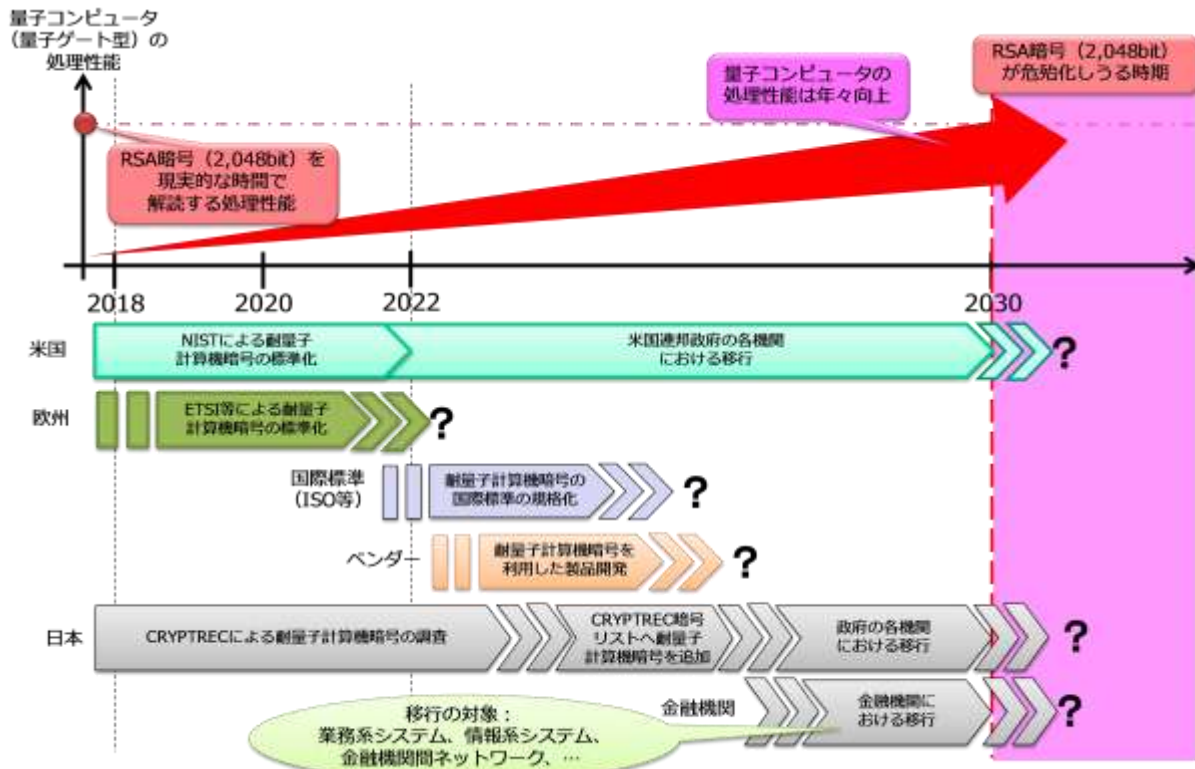 量子コンピュータ
（量子ゲート型）の
処理性能
RSA暗号（2,048bit）を
現実的な時間で
解読する処理性能
量子コンピュータの
処理性能は年々向上
RSA暗号（2,048bit）
が危殆化しうる時期
2018
2020
2022
2030
米国
NISTによる耐量子
計算機暗号の標準化
米国連邦政府の各機関
における移行
?
欧州
ETSI等による耐量子
計算機暗号の標準化
?
国際標準
（ISO等）
耐量子計算機暗号の
国際標準の規格化
?
ベンダー
耐量子計算機暗号を
利用した製品開発
?
日本
CRYPTRECによる耐量子計算機暗号の調査
CRYPTREC暗号
リストへ耐量子
計算機暗号を追加
政府の各機関
における移行
?
金融機関
金融機関に
おける移行
?
移行の対象：
業務系システム、情報系システム、
金融機関間ネットワーク、…